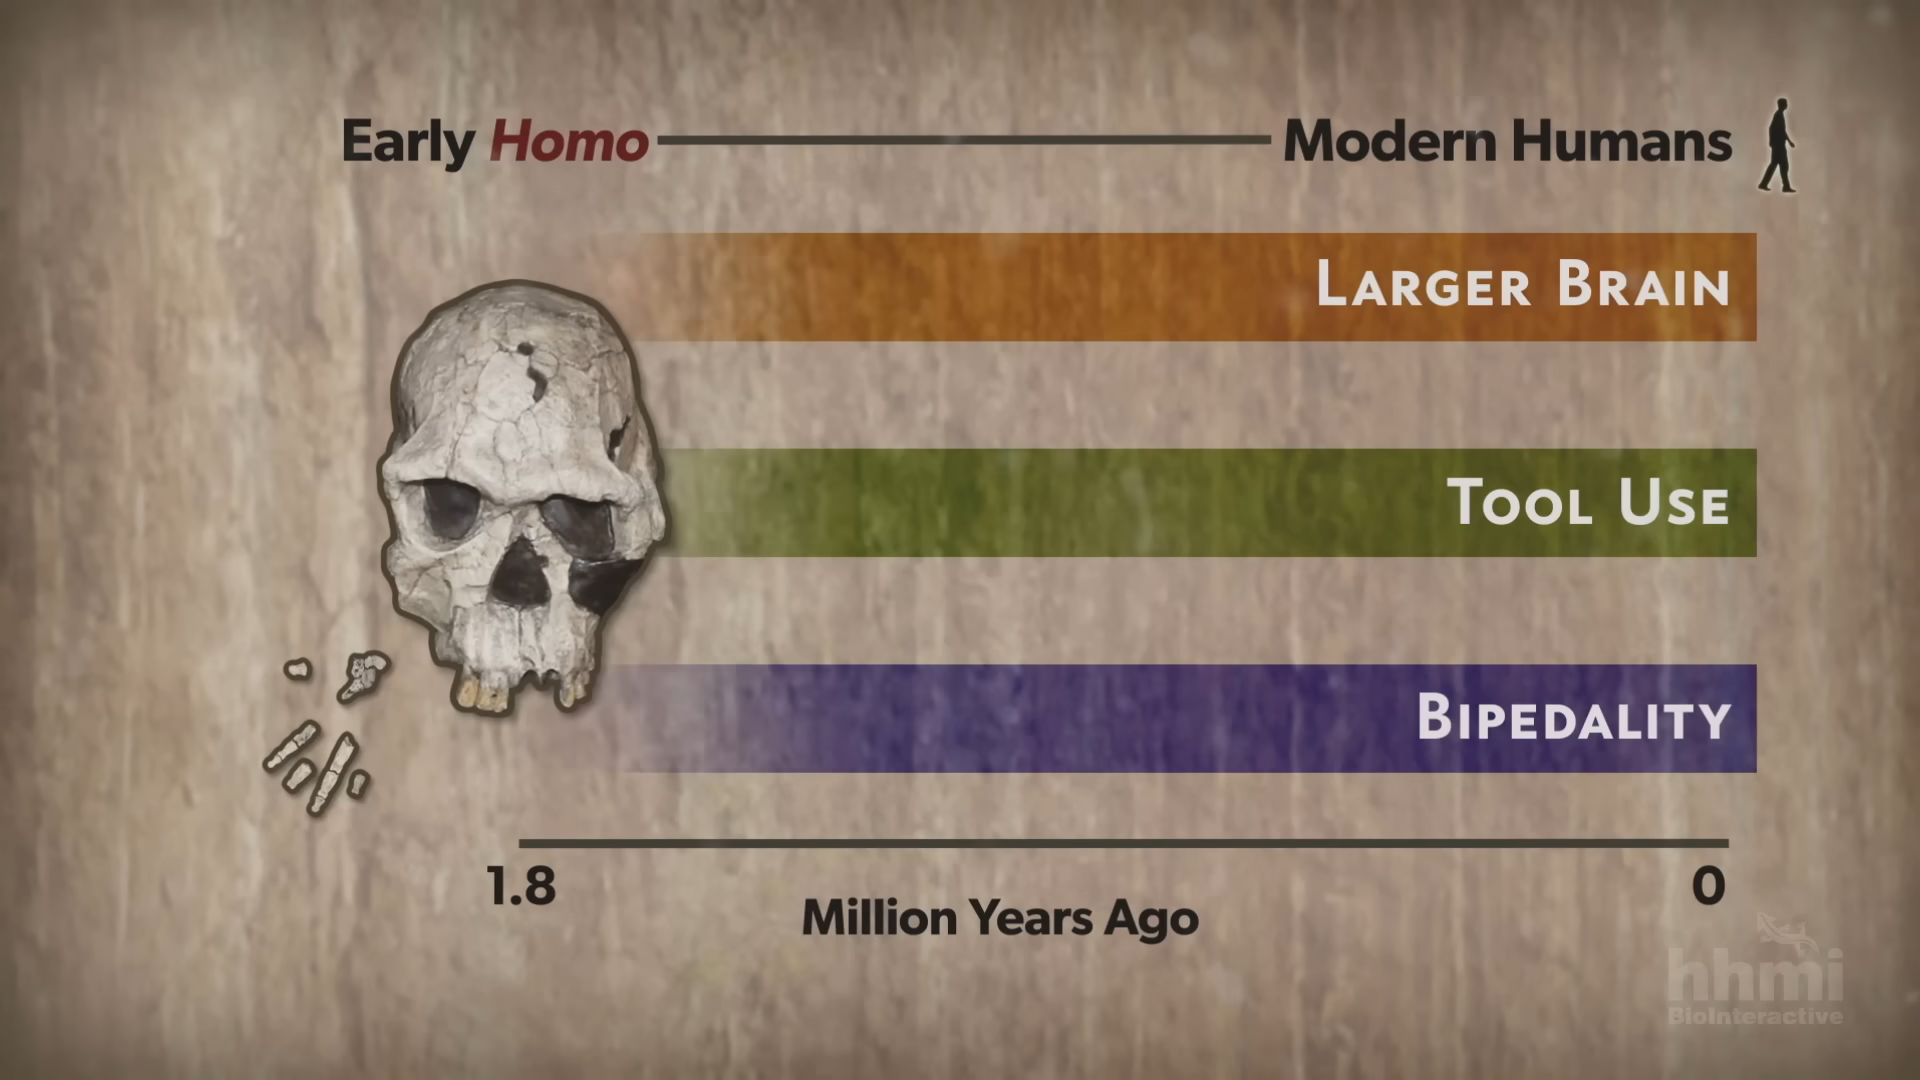 Early Homo
Modern Humans
Larger Brain
Tool Use
Bipedality
1.8
0
Million Years Ago
hhmi
BioInteractive